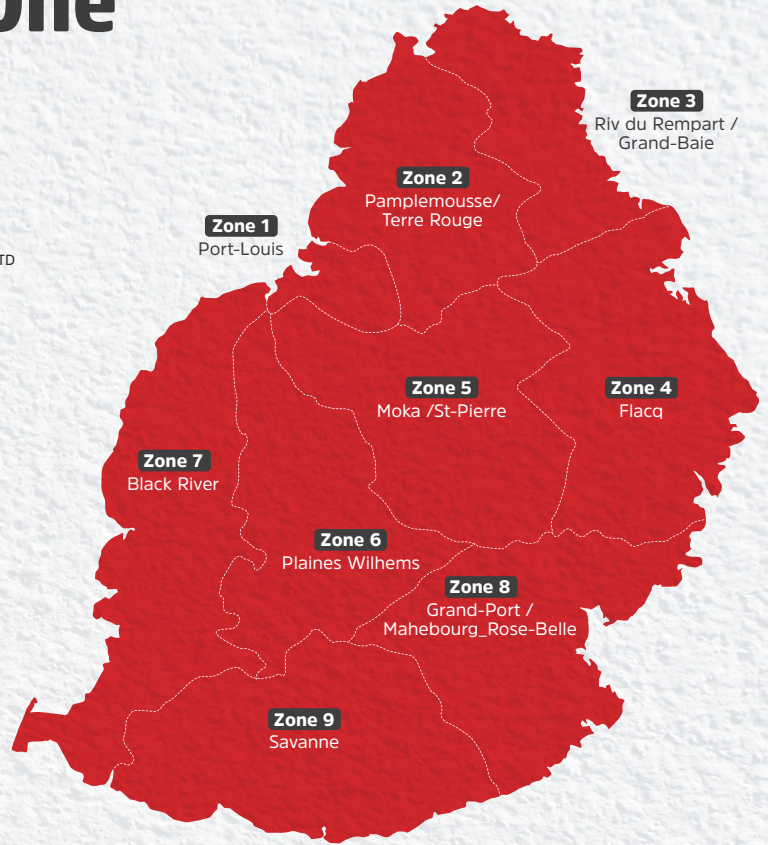 Zone 3
Riv du Rempart /
Grand-Baie
Zone 2
Pamplemousse/
Terre Rouge
Zone 1
Port-Louis
TD
Zone 5
Moka /St-Pierre
Zone 4
Flacq
Zone 7
Black River
Zone 6
Plaines Wilhems
Zone 8
Grand-Port /
Mahebourg_Rose-Belle
Zone 9
Savanne